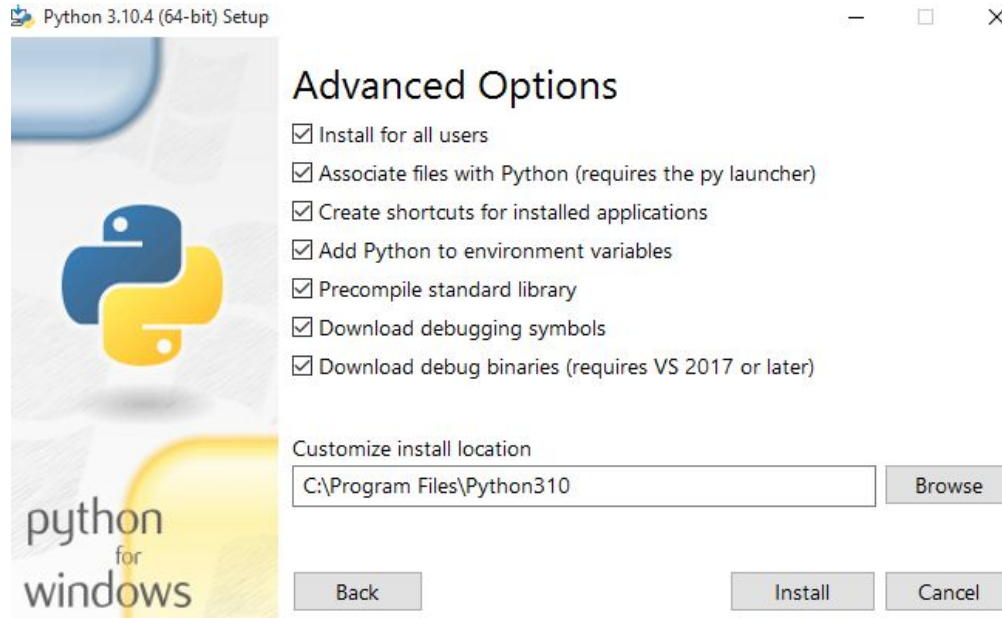 Python 3.10.4 (64-bit) Setup
Advanced Options
Install for all users
Associate files with Python (requires the py launcher)
Create shortcuts for installed applications
Add Python to environment variables
Precompile standard library
Download debugging symbols
Download debug binaries (requires VS 2017 or later)
Customize install location
C:\Program Files\Python310
Browse
python
for
windows
Back
Install
Cancel